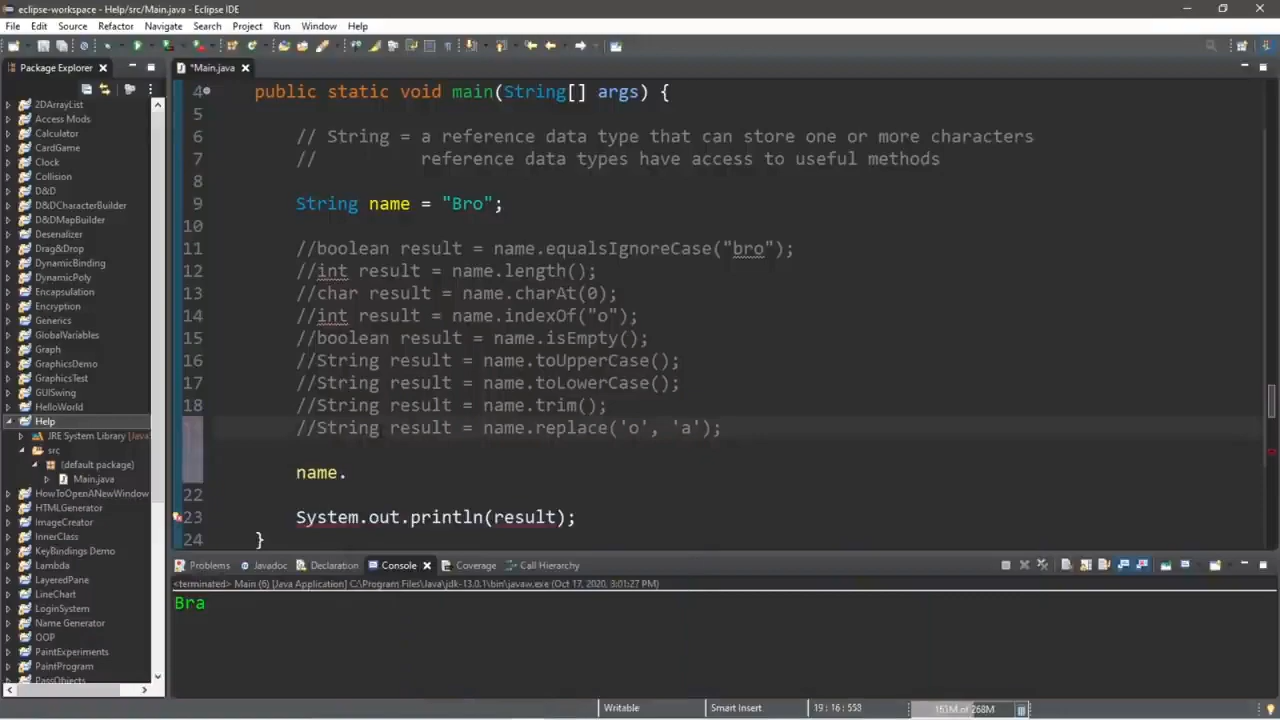 eclipse-workspace - Help/src/Main.java - Eclipse IDE
File Edit Source Refactor Navigate Search Project Run Window Help
Package Explorer
*Main.java
2DArrayList
Access Mods
Calculator
CardGame
Clock
Collision
D&D
D&DCharacterBuilder
D&DMapBuilder
Desenalizer
Drag&Drop
DynamicBinding
DynamicPoly
Encapsulation
Encryption
Generics
GlobalVariables
Graph
GraphicsDemo
GraphicsTest
GUISwing
HelloWorld
Help
JRE System Library [Java
src
(default package)
Main.java
HowToOpenANewWindow
HTMLGenerator
ImageCreator
InnerClass
KeyBindings Demo
Lambda
LayeredPane
LineChart
LoginSystem
Name Generator
OOP
PaintExperiments
PaintProgram
PassObjects
4 public static void main(String[] args) {
5
6 // String = a reference data type that can store one or more characters
7 // reference data types have access to useful methods
8
9 String name = "Bro";
10
11 //boolean result = name.equalsIgnoreCase("bro");
12 //int result = name.length();
13 //char result = name.charAt(0);
14 //int result = name.indexOf("o");
15 //boolean result = name.isEmpty();
16 //String result = name.toUpperCase();
17 //String result = name.toLowerCase();
18 //String result = name.trim();
//String result = name.replace('o', 'a');
name.
22
23 System.out.println(result);
24 }
Problems Javadoc Declaration Console Coverage Call Hierarchy
<terminated> Main (6) [Java Application] C:\Program Files\Java\jdk-13.0.1\bin\javaw.exe (Oct 17, 2020, 3:01:27 PM)
Bra
Writable Smart Insert 19 : 16 : 558 161M of 268M